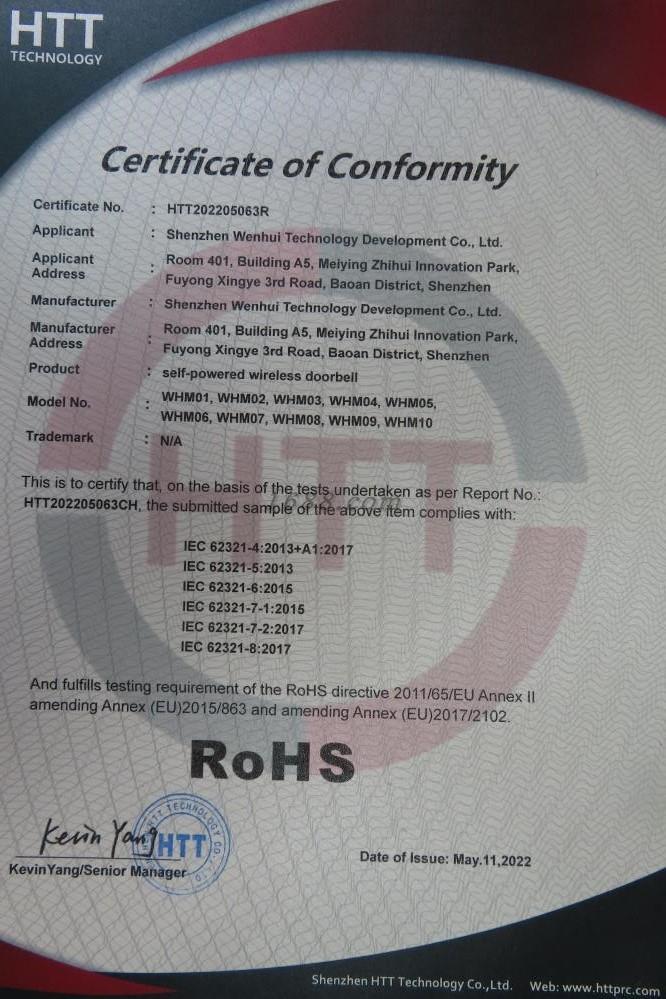 HTT
TECHNOLOGY
Certificate of Conformity
Certificate No. : HTT202205063R
Applicant : Shenzhen Wenhui Technology Development Co., Ltd.
Applicant Address : Room 401, Building A5, Meiying Zhihui Innovation Park,
Fuyong Xingye 3rd Road, Baoan District, Shenzhen
Manufacturer : Shenzhen Wenhui Technology Development Co., Ltd.
Manufacturer Address : Room 401, Building A5, Meiying Zhihui Innovation Park,
Fuyong Xingye 3rd Road, Baoan District, Shenzhen
Product : self-powered wireless doorbell
Model No. : WHM01, WHM02, WHM03, WHM04, WHM05,
WHM06, WHM07, WHM08, WHM09, WHM10
Trademark : N/A
HTT
This is to certify that, on the basis of the tests undertaken as per Report No.:
HTT202205063CH, the submitted sample of the above item complies with:
1688.com
IEC 62321-4:2013+A1:2017
IEC 62321-5:2013
IEC 62321-6:2015
IEC 62321-7-1:2015
IEC 62321-7-2:2017
IEC 62321-8:2017
And fulfills testing requirement of the RoHS directive 2011/65/EU Annex II
amending Annex (EU)2015/863 and amending Annex (EU)2017/2102.
RoHS
Kevin Yang
HTT TECHNOLOGY CO., LTD
HTT
KevinYang/Senior Manager
Date of Issue: May.11,2022
Shenzhen HTT Technology Co.,Ltd. Web: www.httprc.com